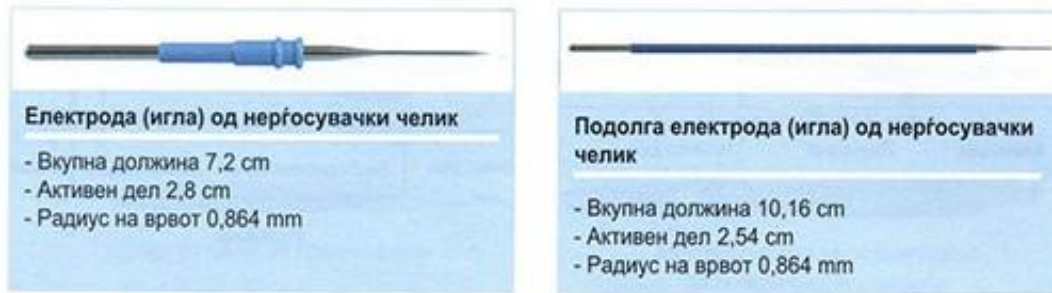 Електрода (игла) од нерѓосувачки челик
- Вкупна должина 7,2 cm
- Активен дел 2,8 cm
- Радиус на врвот 0,864 mm
Подолга електрода (игла) од нерѓосувачки
челик
- Вкупна должина 10,16 cm
- Активен дел 2,54 cm
- Радиус на врвот 0,864 mm